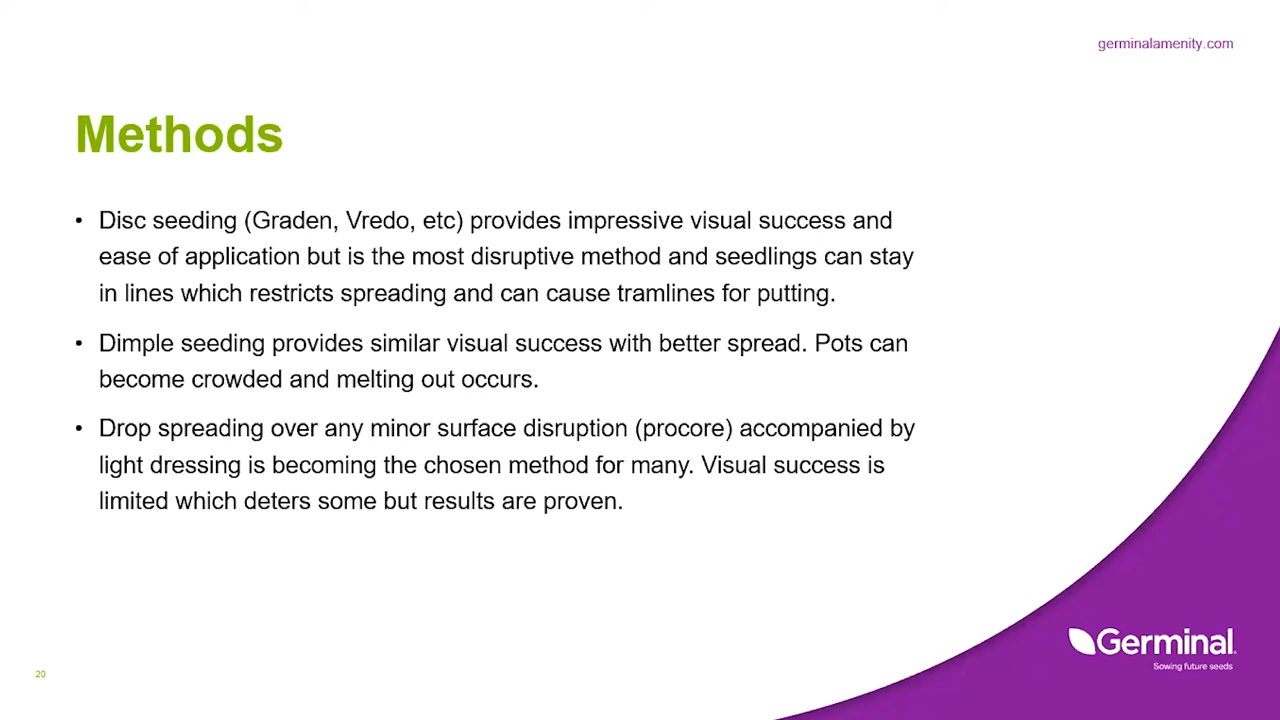 germinalamenity.com
Methods
• Disc seeding (Graden, Vredo, etc) provides impressive visual success and
ease of application but is the most disruptive method and seedlings can stay
in lines which restricts spreading and can cause tramlines for putting.
• Dimple seeding provides similar visual success with better spread. Pots can
become crowded and melting out occurs.
• Drop spreading over any minor surface disruption (procore) accompanied by
light dressing is becoming the chosen method for many. Visual success is
limited which deters some but results are proven.
Germinal
Sowing future seeds
20